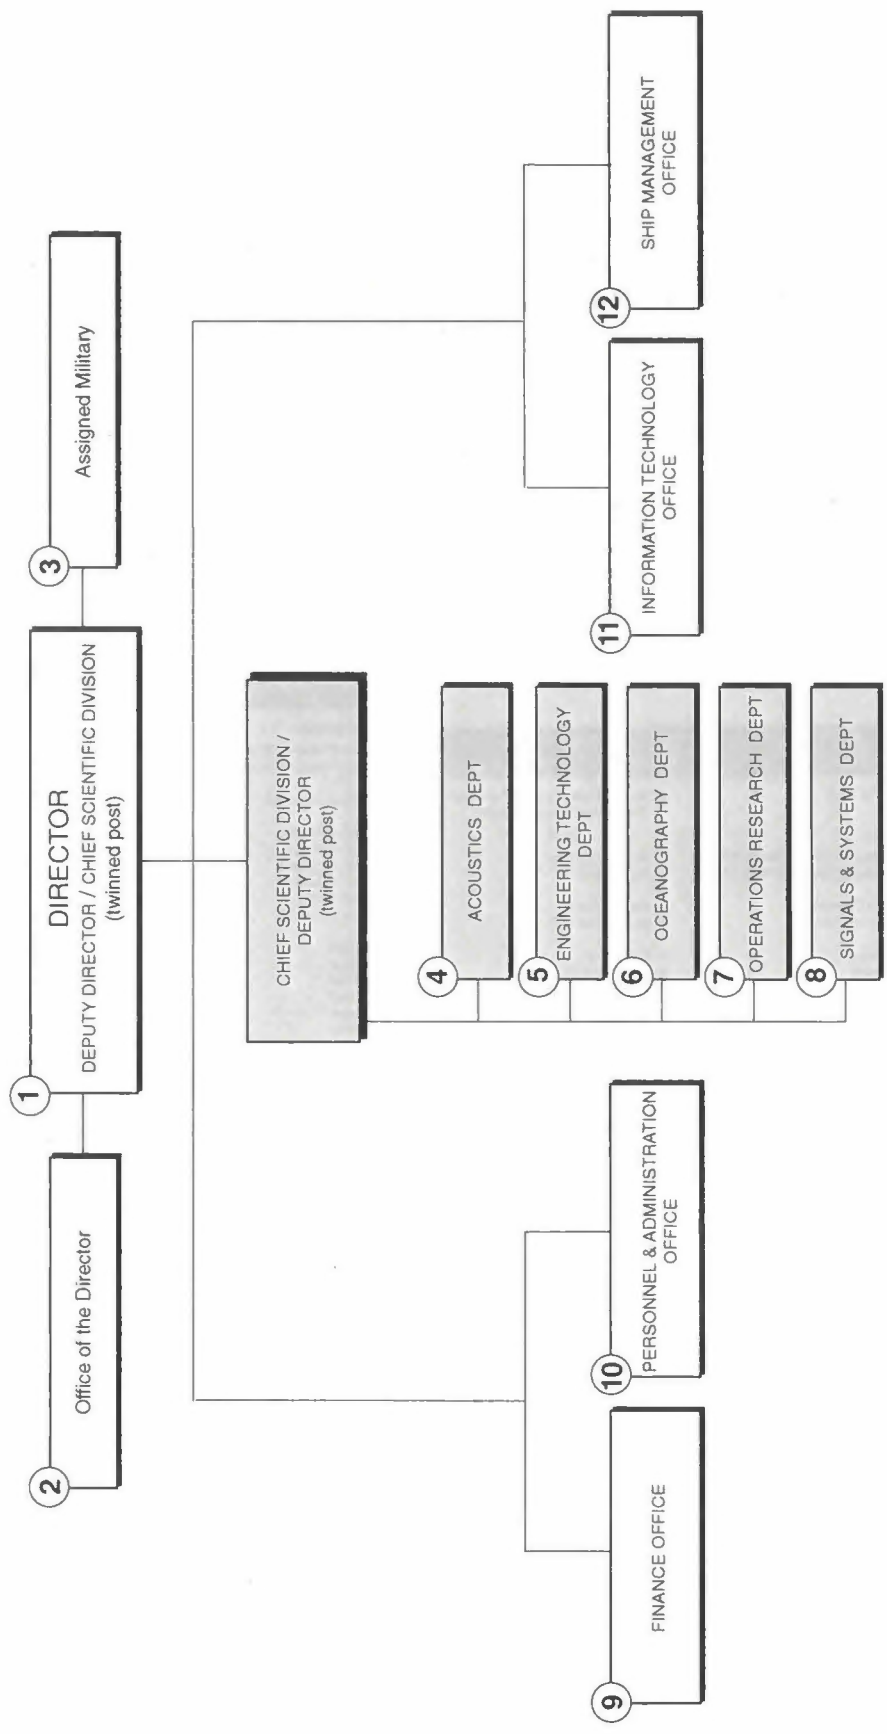 1
DIRECTOR
DEPUTY DIRECTOR / CHIEF SCIENTIFIC DIVISION
(twinned post)
2
Office of the Director
3
Assigned Military
CHIEF SCIENTIFIC DIVISION /
DEPUTY DIRECTOR
(twinned post)
4
ACOUSTICS DEPT
5
ENGINEERING TECHNOLOGY
DEPT
6
OCEANOGRAPHY DEPT
7
OPERATIONS RESEARCH DEPT
8
SIGNALS & SYSTEMS DEPT
9
FINANCE OFFICE
10
PERSONNEL & ADMINISTRATION
OFFICE
11
INFORMATION TECHNOLOGY
OFFICE
12
SHIP MANAGEMENT
OFFICE